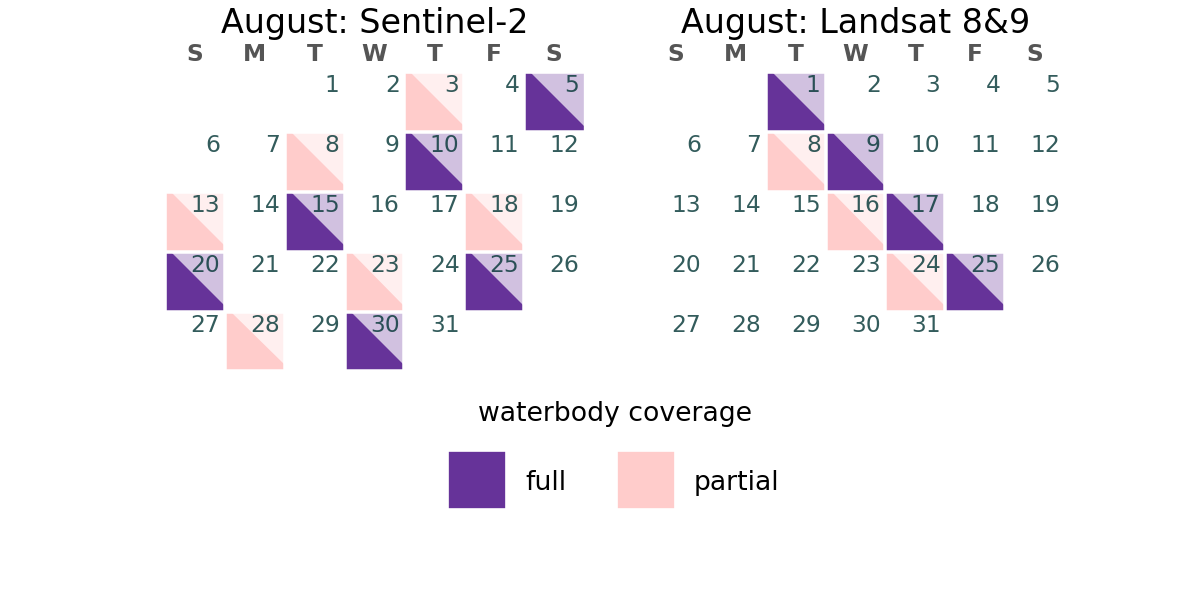 August: Sentinel-2
S M T W T F S
1 2 3 4 5
6 7 8 9 10 11 12
13 14 15 16 17 18 19
20 21 22 23 24 25 26
27 28 29 30 31
August: Landsat 8&9
S M T W T F S
1 2 3 4 5
6 7 8 9 10 11 12
13 14 15 16 17 18 19
20 21 22 23 24 25 26
27 28 29 30 31
waterbody coverage
full partial